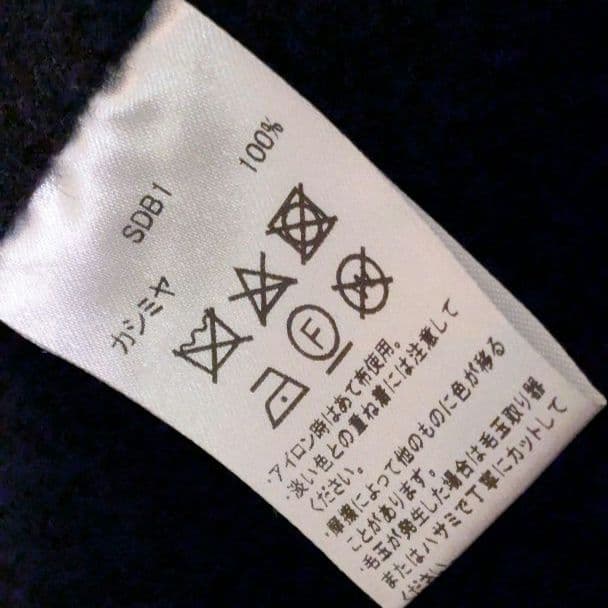 SDB1
カシミヤ 100%
F
・アイロン時はあて布使用。
・淡い色との重ね着には注意して
ください。
・摩擦によって他のものに色が移る
ことがあります。
・毛玉が発生した場合は毛玉取り器
またはハサミで丁寧にカットして
ください